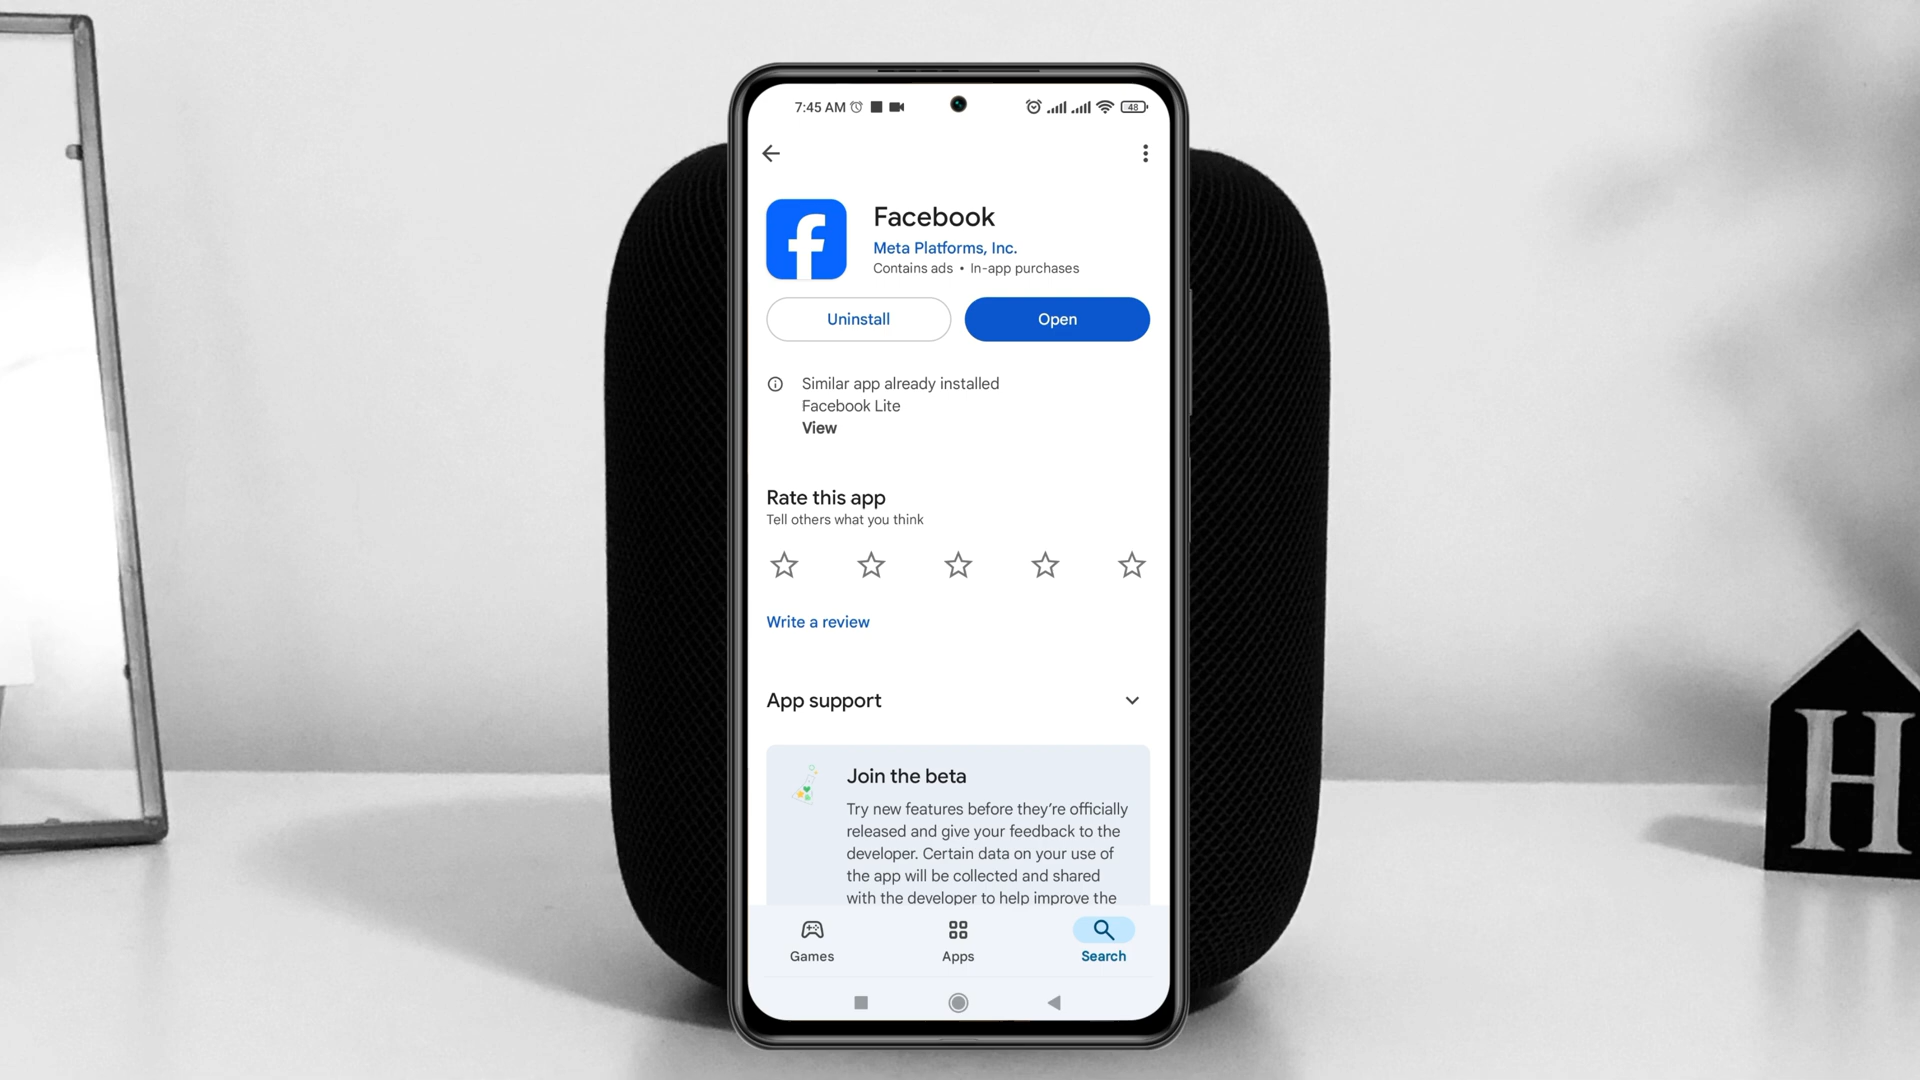 7:45 AM
48
Facebook
Meta Platforms, Inc.
Contains ads • In-app purchases
Uninstall
Open
Similar app already installed
Facebook Lite
View
Rate this app
Tell others what you think
Write a review
App support
Join the beta
Try new features before they’re officially
released and give your feedback to the
developer. Certain data on your use of
the app will be collected and shared
with the developer to help improve the
Games
Apps
Search
H